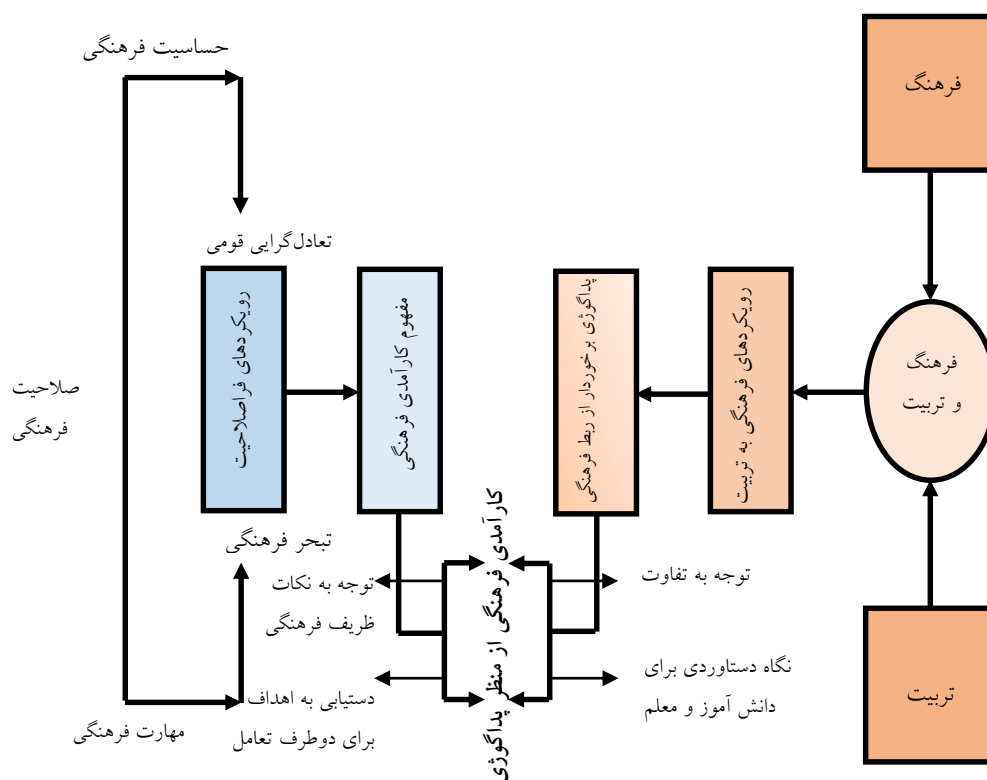 حساسیت فرهنگی
فرهنگ
تعادل‌گرایی قومی
رویکردهای فراصلاحیت
مفهوم کارآمدی فرهنگی
پداگوژی برخوردار از ربط فرهنگی
رویکردهای فرهنگی به تربیت
فرهنگ
و تربیت
صلاحیت
فرهنگی
تبحر فرهنگی
توجه به نکات
ظریف فرهنگی
کارآمدی فرهنگی از منظر پداگوژی
توجه به تفاوت
دستیابی به اهداف
برای دوطرف تعامل
نگاه دستاوردی برای
دانش آموز و معلم
تربیت
مهارت فرهنگی